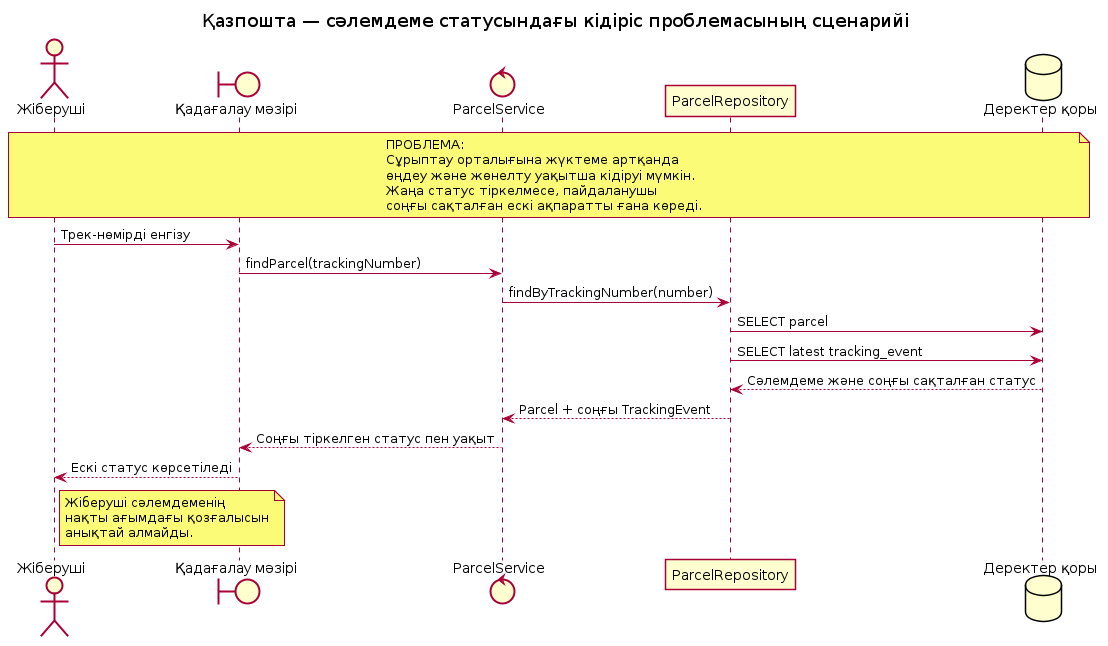 Қазпошта — сәлемдеме статусындағы кідіріс проблемасының сценарийі
Жіберуші
Қадағалау мәзірі
ParcelService
ParcelRepository
Деректер қоры
ПРОБЛЕМА:
Сұрыптау орталығына жүктеме артқанда
өңдеу және жөнелту уақытша кідіруі мүмкін.
Жаңа статус тіркелмесе, пайдаланушы
соңғы сақталған ескі ақпаратты ғана көреді.
Трек-нөмірді енгізу
findParcel(trackingNumber)
findByTrackingNumber(number)
SELECT parcel
SELECT latest tracking_event
Сәлемдеме және соңғы сақталған статус
Parcel + соңғы TrackingEvent
Соңғы тіркелген статус пен уақыт
Ескі статус көрсетіледі
Жіберуші сәлемдеменің
нақты ағымдағы қозғалысын
анықтай алмайды.
Жіберуші
Қадағалау мәзірі
ParcelService
ParcelRepository
Деректер қоры